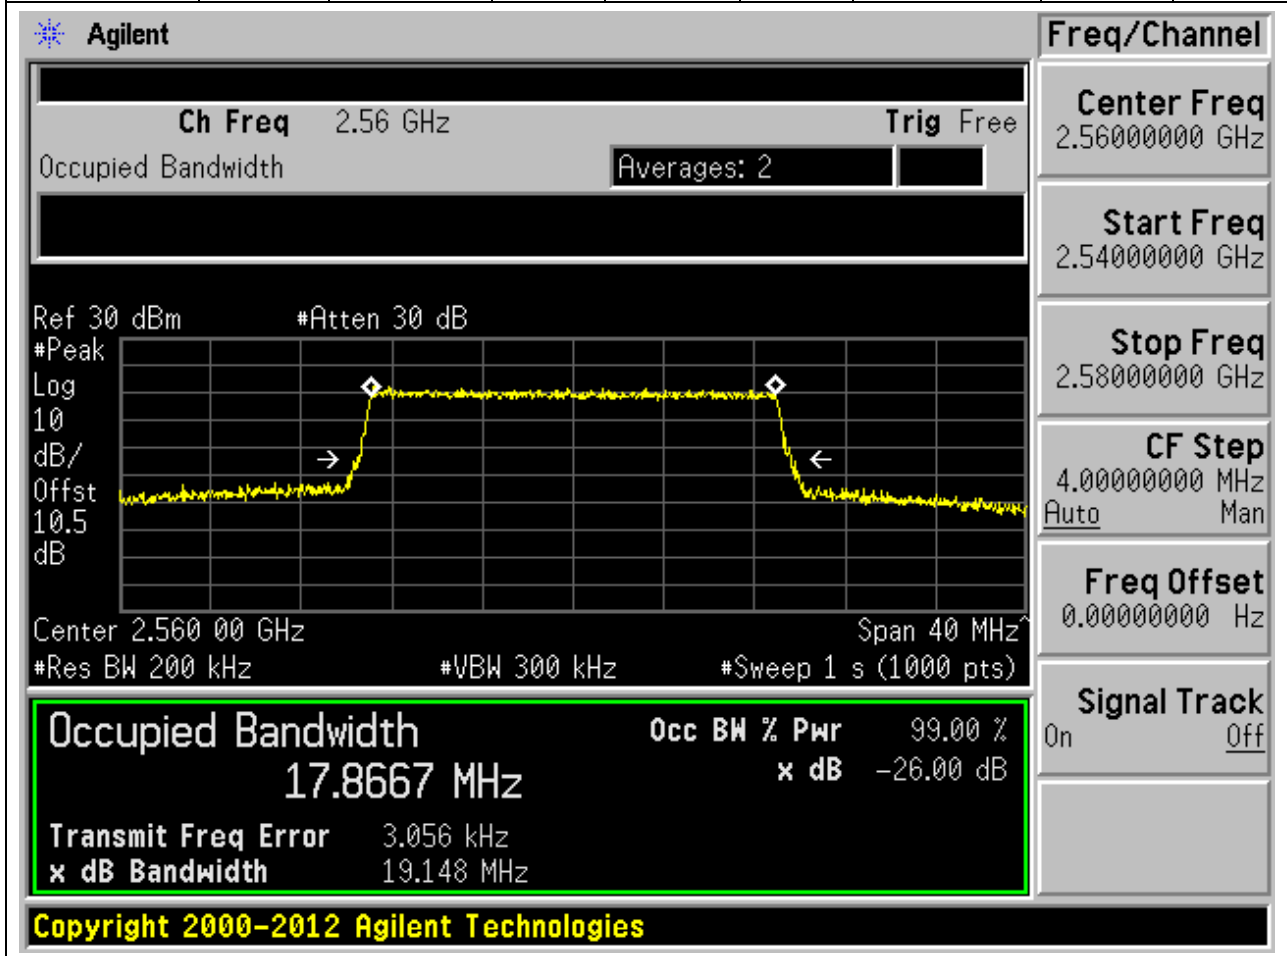 Agilent
Freq/Channel
Ch Freq 2.56 GHz Trig Free
Occupied Bandwidth Averages: 2
Center Freq
2.56000000 GHz
Start Freq
2.54000000 GHz
Stop Freq
2.58000000 GHz
CF Step
4.00000000 MHz
Auto Man
Freq Offset
0.00000000 Hz
Signal Track
On Off
Ref 30 dBm #Atten 30 dB
#Peak
Log
10
dB/
Offst
10.5
dB
Center 2.560 00 GHz Span 40 MHz^
#Res BW 200 kHz #VBW 300 kHz #Sweep 1 s (1000 pts)
Occupied Bandwidth Occ BW % Pwr 99.00 %
17.8667 MHz x dB -26.00 dB
Transmit Freq Error 3.056 kHz
x dB Bandwidth 19.148 MHz
Copyright 2000-2012 Agilent Technologies